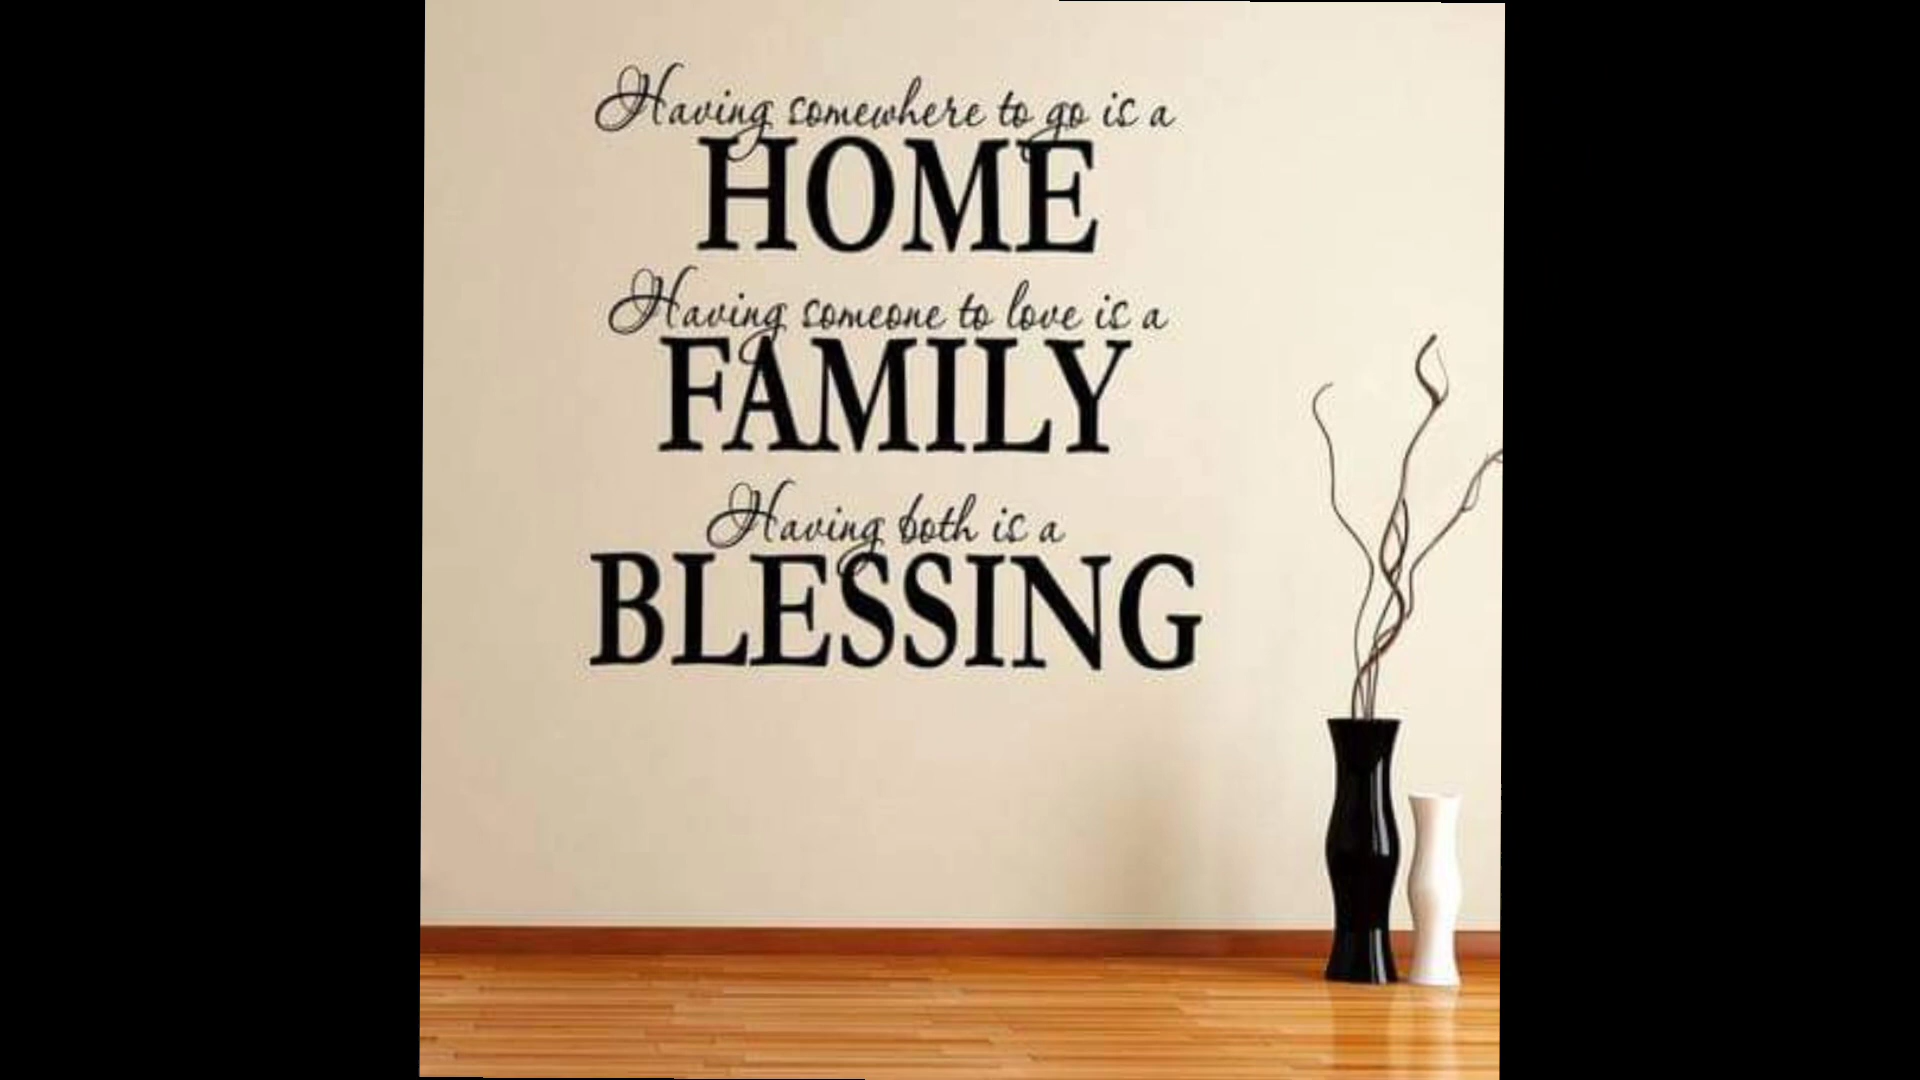 Having somewhere to go is a
HOME
Having someone to love is a
FAMILY
Having both is a
BLESSING